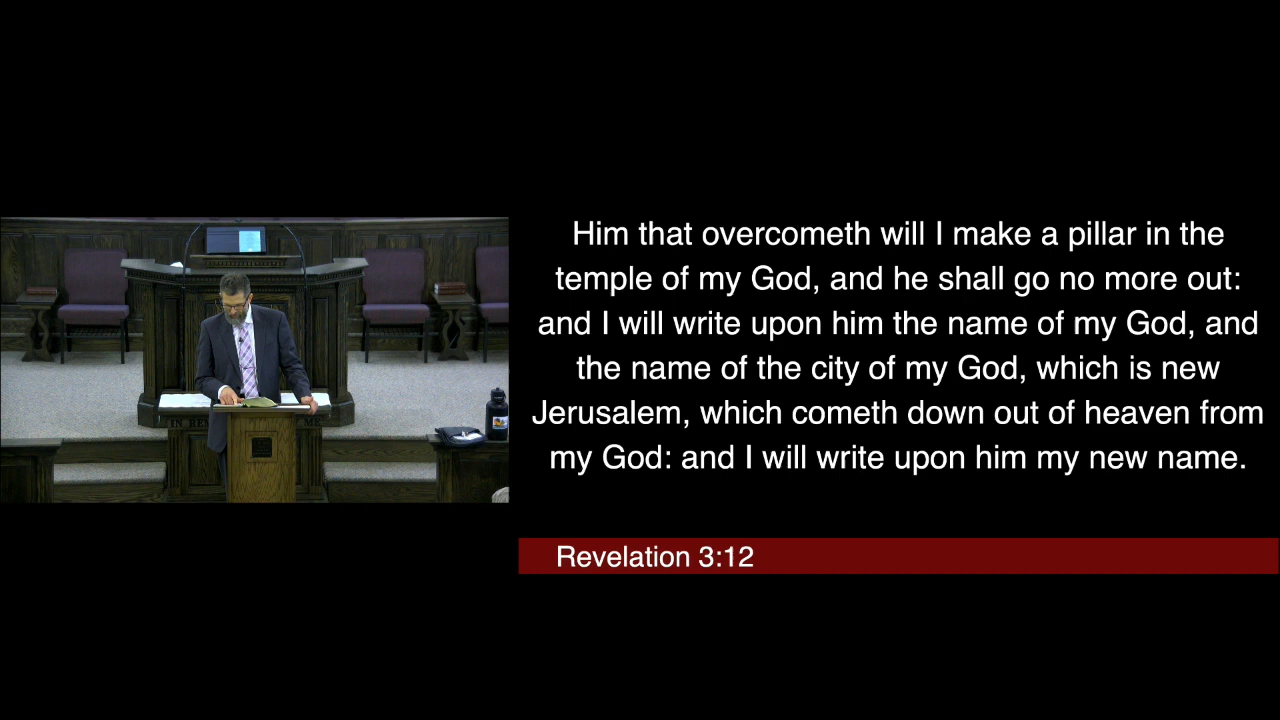 Him that overcometh will I make a pillar in the
temple of my God, and he shall go no more out:
and I will write upon him the name of my God, and
the name of the city of my God, which is new
Jerusalem, which cometh down out of heaven from
my God: and I will write upon him my new name.
Revelation 3:12
IN
ME